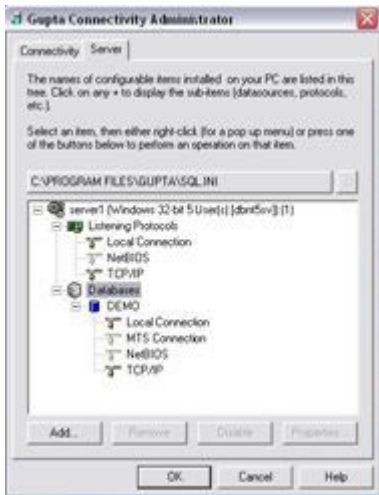 Gupta Connectivity Administrator
Connectivity
Server
The names of configurable items installed on your PC are listed in this
tree. Click on any + to display the sub-items (datasources, protocols,
etc.).
Select an item, then either right-click (for a pop up menu) or press one
of the buttons below to perform an operation on that item.
C:\PROGRAM FILES\GUPTA\SQL.INI
server1 (Windows 32-bit 5 User(s) [dbnt5sv]) (1)
Listening Protocols
Local Connection
NetBIOS
TCP/IP
Databases
DEMO
Local Connection
MTS Connection
NetBIOS
TCP/IP
Add...
Remove
Disable
Properties...
OK
Cancel
Help